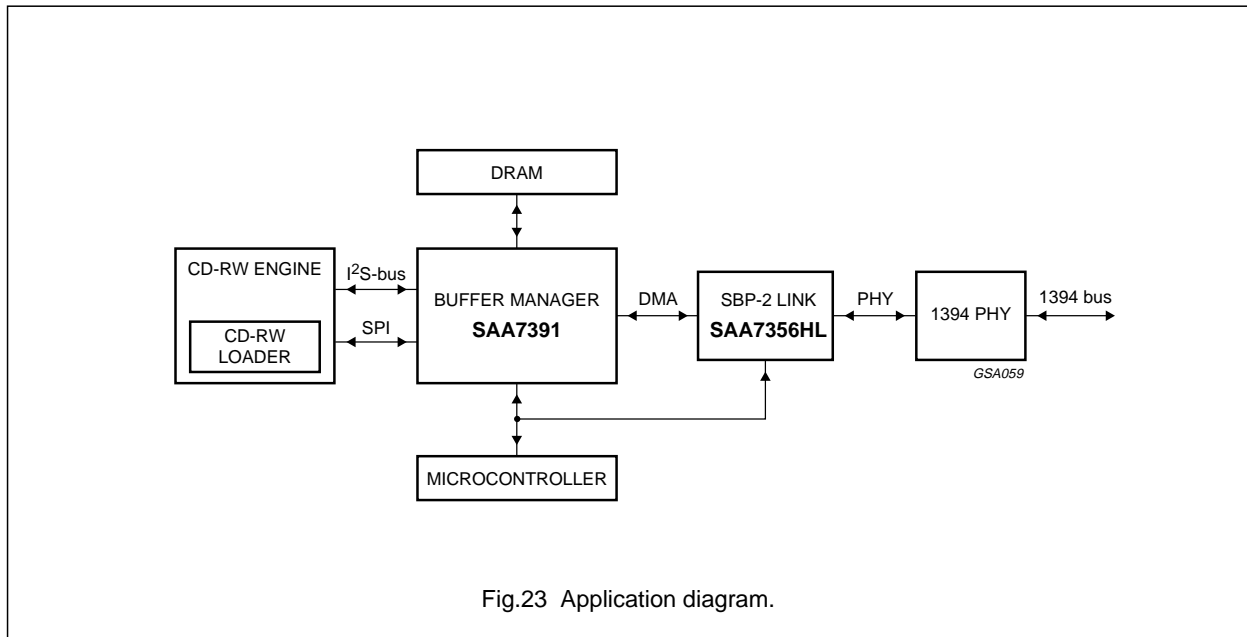 DRAM
CD-RW ENGINE
I²S-bus
SPI
CD-RW
LOADER
BUFFER MANAGER
SAA7391
DMA
SBP-2 LINK
SAA7356HL
PHY
1394 PHY
1394 bus
GSA059
MICROCONTROLLER
Fig.23 Application diagram.